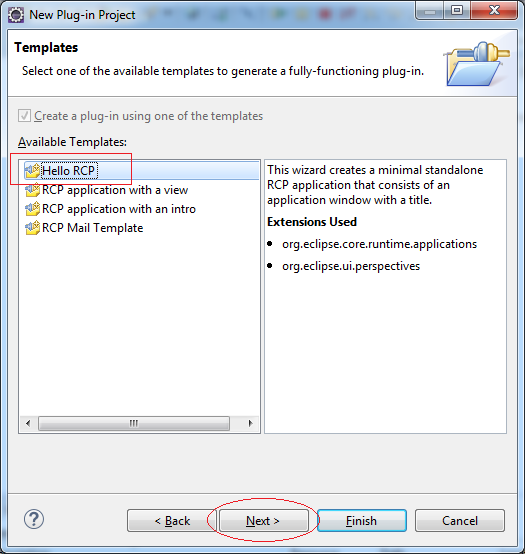 New Plug-in Project
Templates
Select one of the available templates to generate a fully-functioning plug-in.
Create a plug-in using one of the templates
Available Templates:
Hello RCP
RCP application with a view
RCP application with an intro
RCP Mail Template
This wizard creates a minimal standalone
RCP application that consists of an
application window with a title.
Extensions Used
• org.eclipse.core.runtime.applications
• org.eclipse.ui.perspectives
?
< Back
Next >
Finish
Cancel